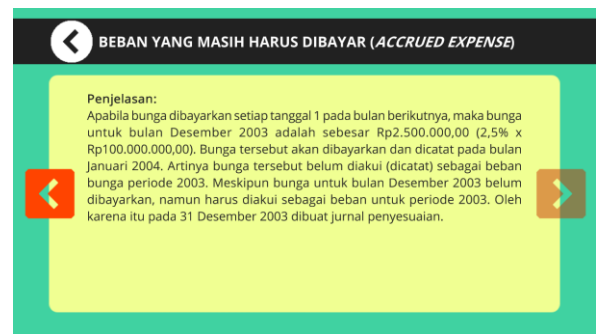 BEBAN YANG MASIH HARUS DIBAYAR (ACCRUED EXPENSE)
Penjelasan:
Apabila bunga dibayarkan setiap tanggal 1 pada bulan berikutnya, maka bunga
untuk bulan Desember 2003 adalah sebesar Rp2.500.000,00 (2,5% x
Rp100.000.000,00). Bunga tersebut akan dibayarkan dan dicatat pada bulan
Januari 2004. Artinya bunga tersebut belum diakui (dicatat) sebagai beban
bunga periode 2003. Meskipun bunga untuk bulan Desember 2003 belum
dibayarkan, namun harus diakui sebagai beban untuk periode 2003. Oleh
karena itu pada 31 Desember 2003 dibuat jurnal penyesuaian.